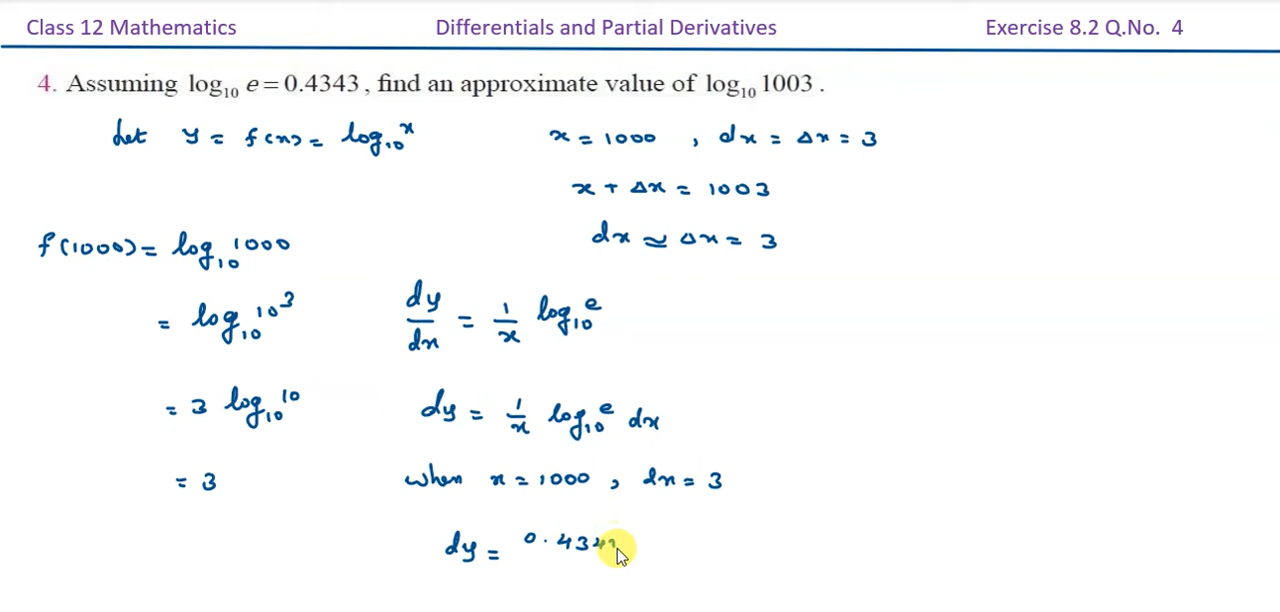 Class 12 Mathematics Differentials and Partial Derivatives Exercise 8.2 Q.No. 4
4. Assuming log₁₀ e = 0.4343, find an approximate value of log₁₀ 1003.
Let y = f(x) = log₁₀ x
x = 1000, dx = Δx = 3
x + Δx = 1003
dx ≃ Δx = 3
f(1000) = log₁₀ 1000
= log₁₀ 10³
= 3 log₁₀ 10
= 3
dy/dx = 1/x log₁₀ e
dy = 1/x log₁₀ e dx
when x = 1000, dx = 3
dy = 0.434